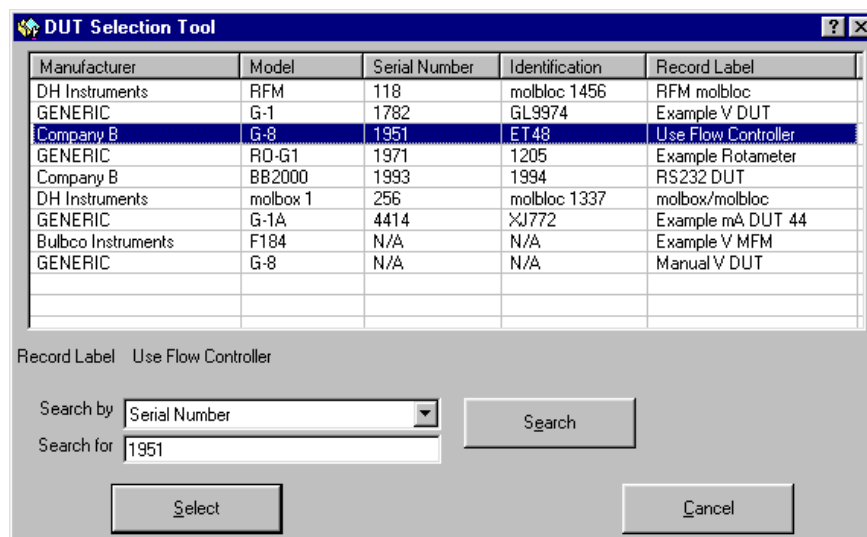 DUT Selection Tool
Manufacturer Model Serial Number Identification Record Label
DH Instruments RFM 118 molbloc 1456 RFM molbloc
GENERIC G-1 1782 GL9974 Example V DUT
Company B G-8 1951 ET48 Use Flow Controller
GENERIC RO-G1 1971 1205 Example Rotameter
Company B BB2000 1993 1994 RS232 DUT
DH Instruments molbox 1 256 molbloc 1337 molbox/molbloc
GENERIC G-1A 4414 XJ772 Example mA DUT 44
Bulbco Instruments F184 N/A N/A Example V MFM
GENERIC G-8 N/A N/A Manual V DUT
Record Label Use Flow Controller
Search by Serial Number
Search
Search for 1951
Select Cancel